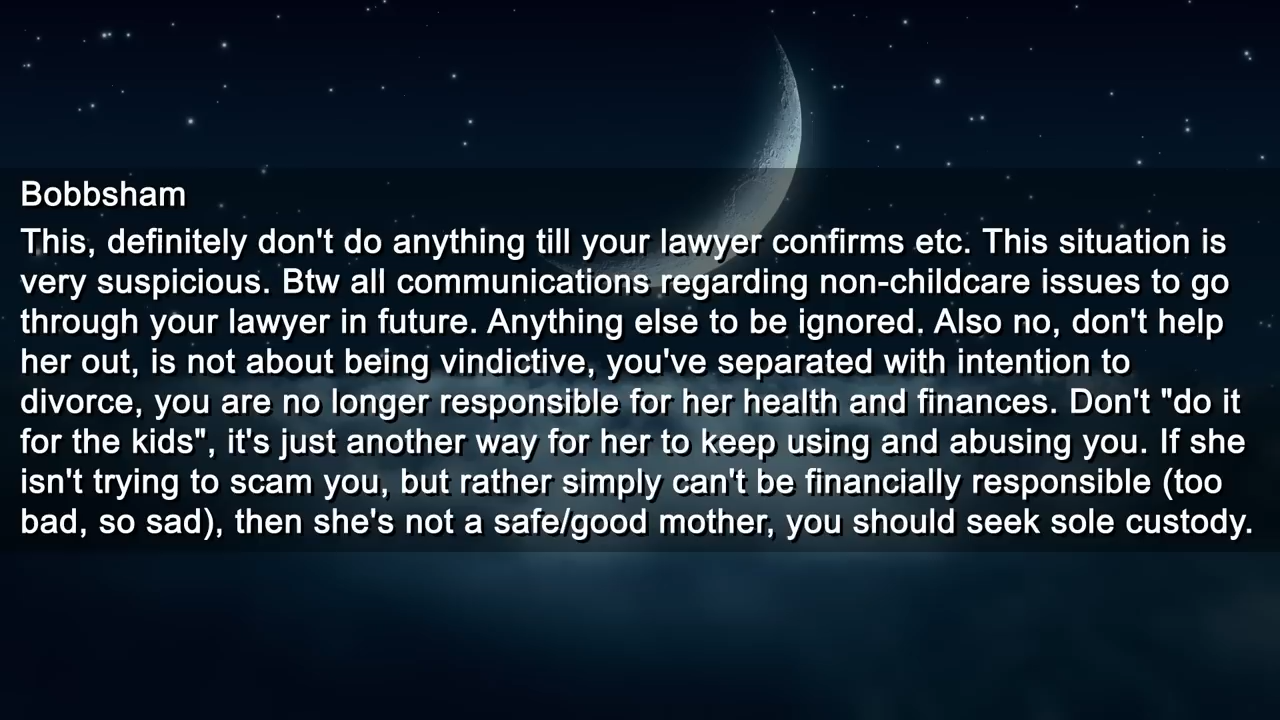 Bobbsham
This, definitely don't do anything till your lawyer confirms etc. This situation is
very suspicious. Btw all communications regarding non-childcare issues to go
through your lawyer in future. Anything else to be ignored. Also no, don't help
her out, is not about being vindictive, you've separated with intention to
divorce, you are no longer responsible for her health and finances. Don't "do it
for the kids", it's just another way for her to keep using and abusing you. If she
isn't trying to scam you, but rather simply can't be financially responsible (too
bad, so sad), then she's not a safe/good mother, you should seek sole custody.